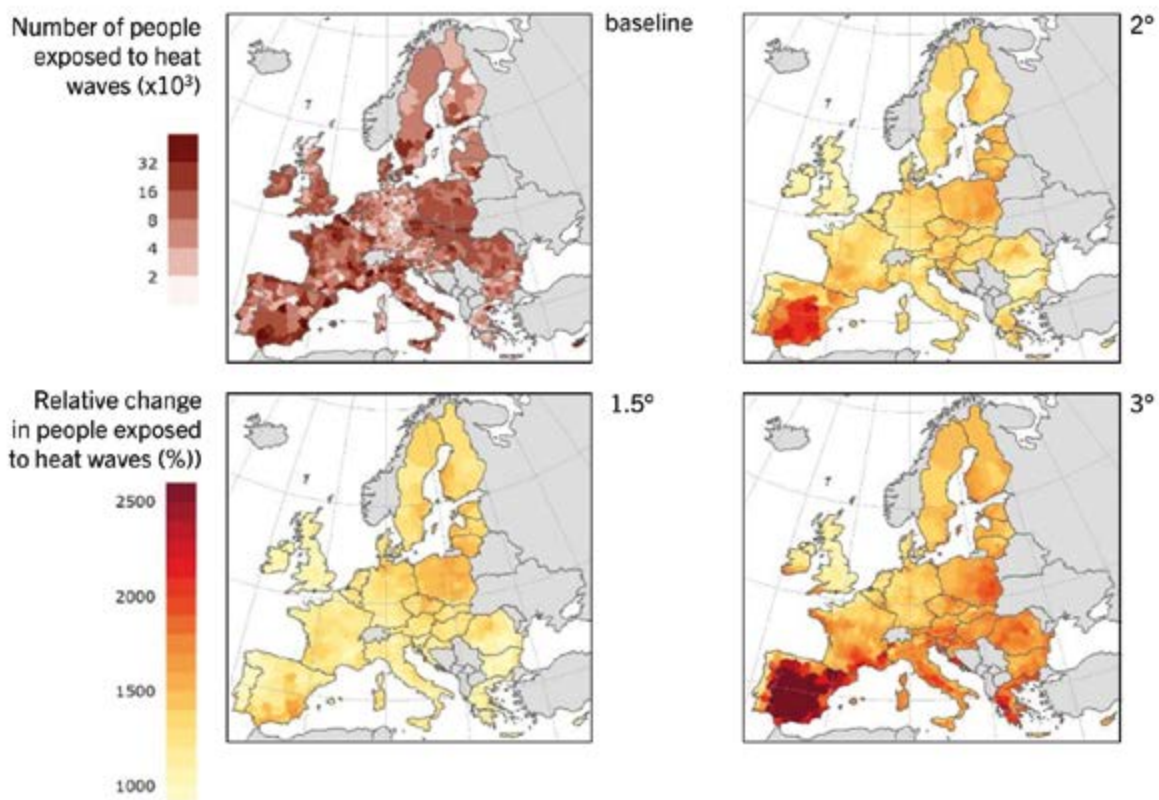 Number of people
exposed to heat
waves (x10³)
32
16
8
4
2
baseline
2°
Relative change
in people exposed
to heat waves (%))
2500
2000
1500
1000
1.5°
3°